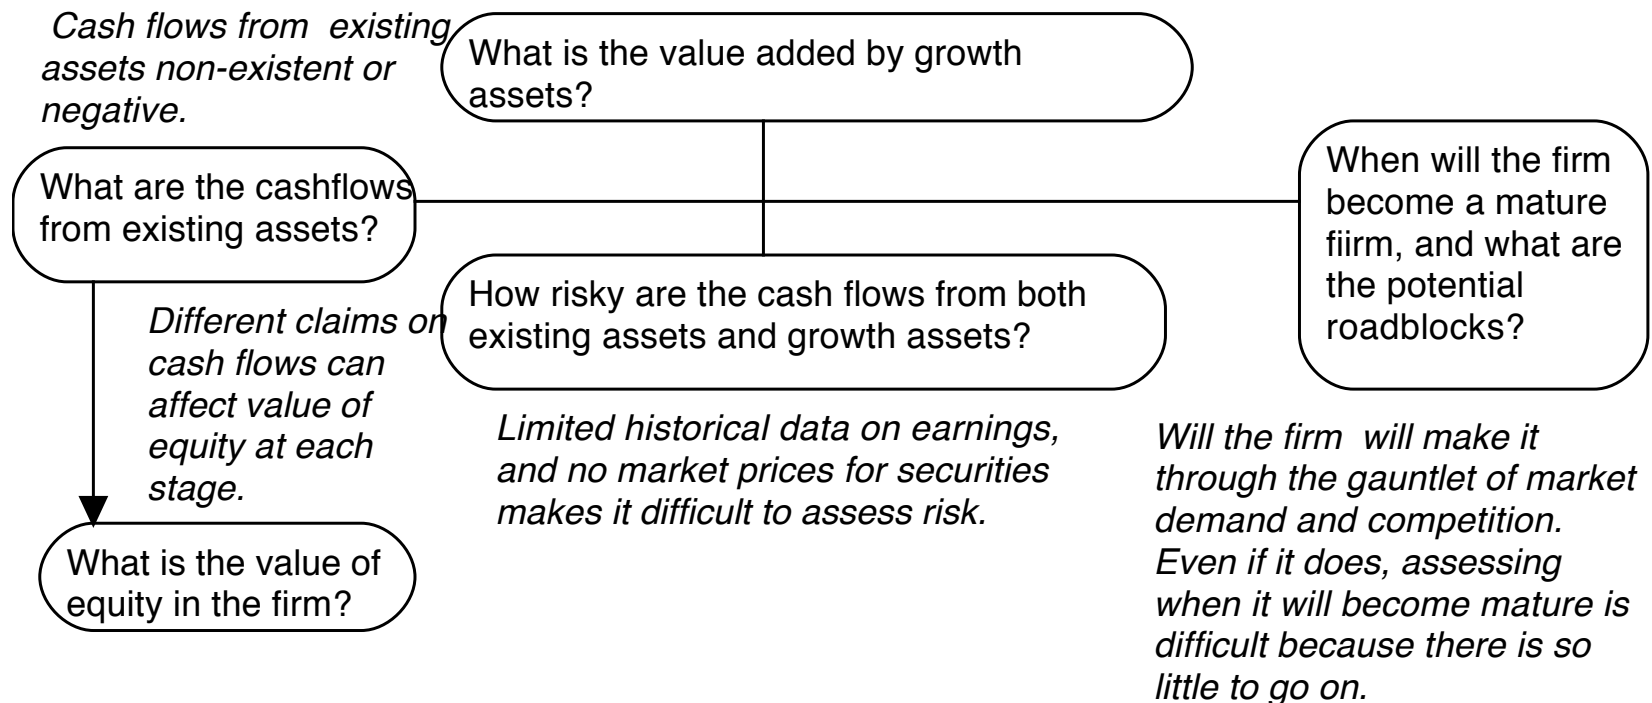 Cash flows from existing
assets non-existent or
negative.
What is the value added by growth
assets?
What are the cashflows
from existing assets?
When will the firm
become a mature
fiirm, and what are
the potential
roadblocks?
How risky are the cash flows from both
existing assets and growth assets?
Different claims on
cash flows can
affect value of
equity at each
stage.
Limited historical data on earnings,
and no market prices for securities
makes it difficult to assess risk.
Will the firm will make it
through the gauntlet of market
demand and competition.
Even if it does, assessing
when it will become mature is
difficult because there is so
little to go on.
What is the value of
equity in the firm?